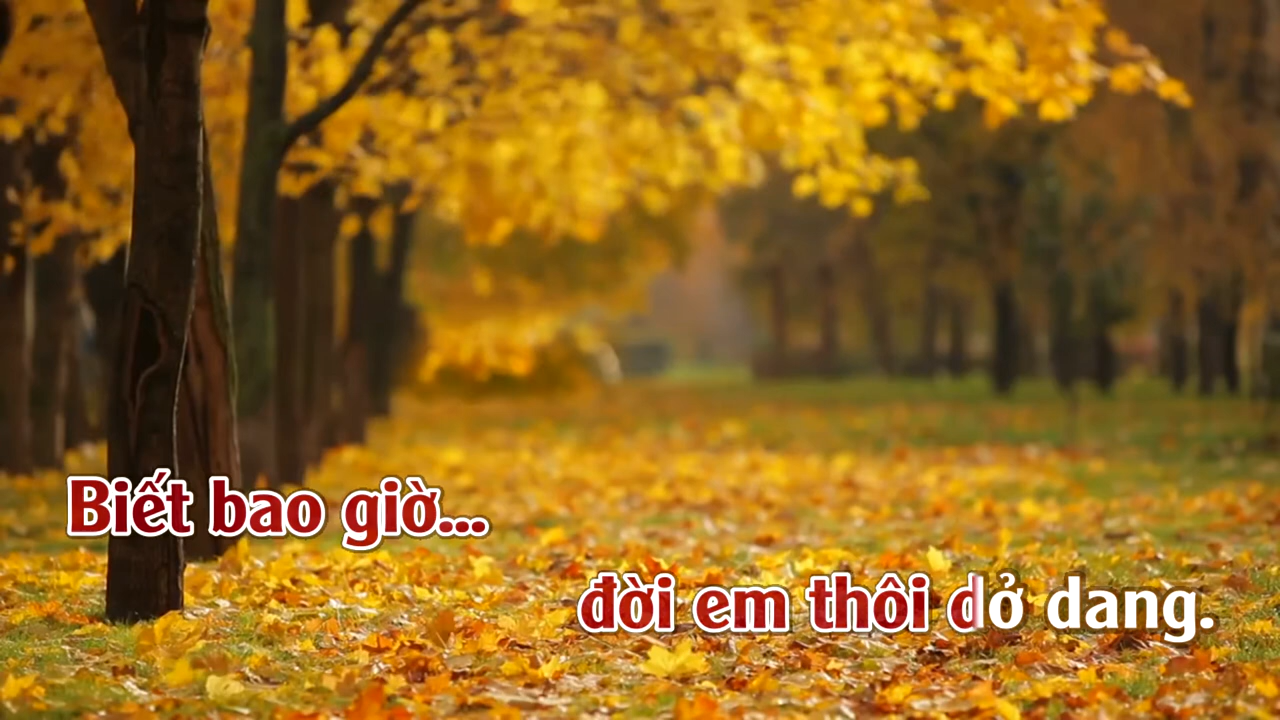 Biết bao giờ...
đời em thôi dở dang.